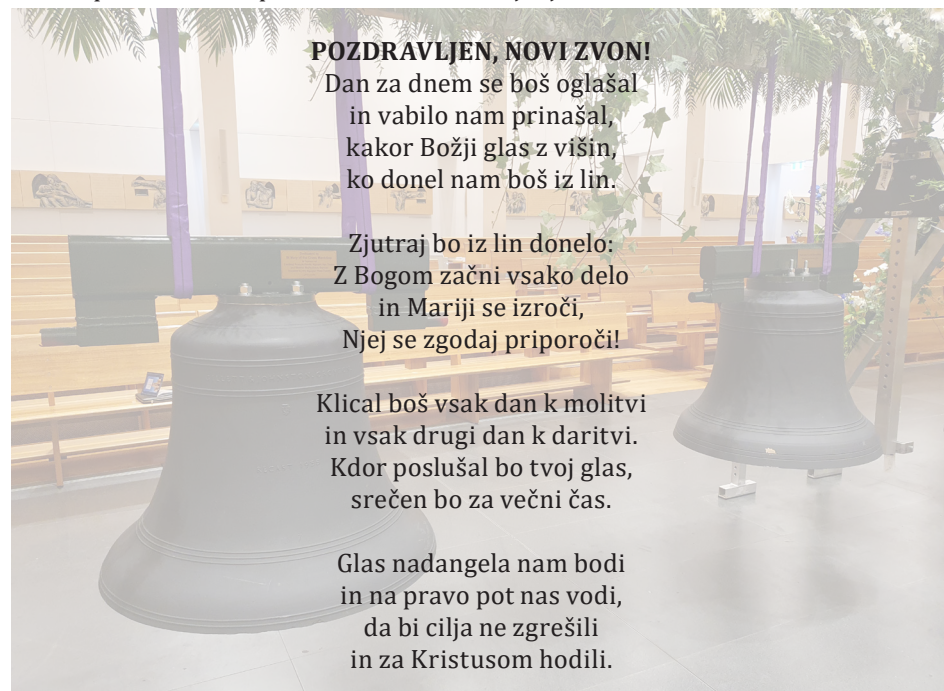 POZDRAVLJEN, NOVI ZVON!
Dan za dnem se boš oglašal
in vabilo nam prinašal,
kakor Božji glas z višin,
ko donel nam boš iz lin.
Zjutraj bo iz lin donelo:
Z Bogom začni vsako delo
in Mariji se izroči,
Njej se zgodaj priporoči!
Klical boš vsak dan k molitvi
in vsak drugi dan k daritvi.
Kdor poslušal bo tvoj glas,
srečen bo za večni čas.
Glas nadangela nam bodi
in na pravo pot nas vodi,
da bi cilja ne zgrešili
in za Kristusom hodili.